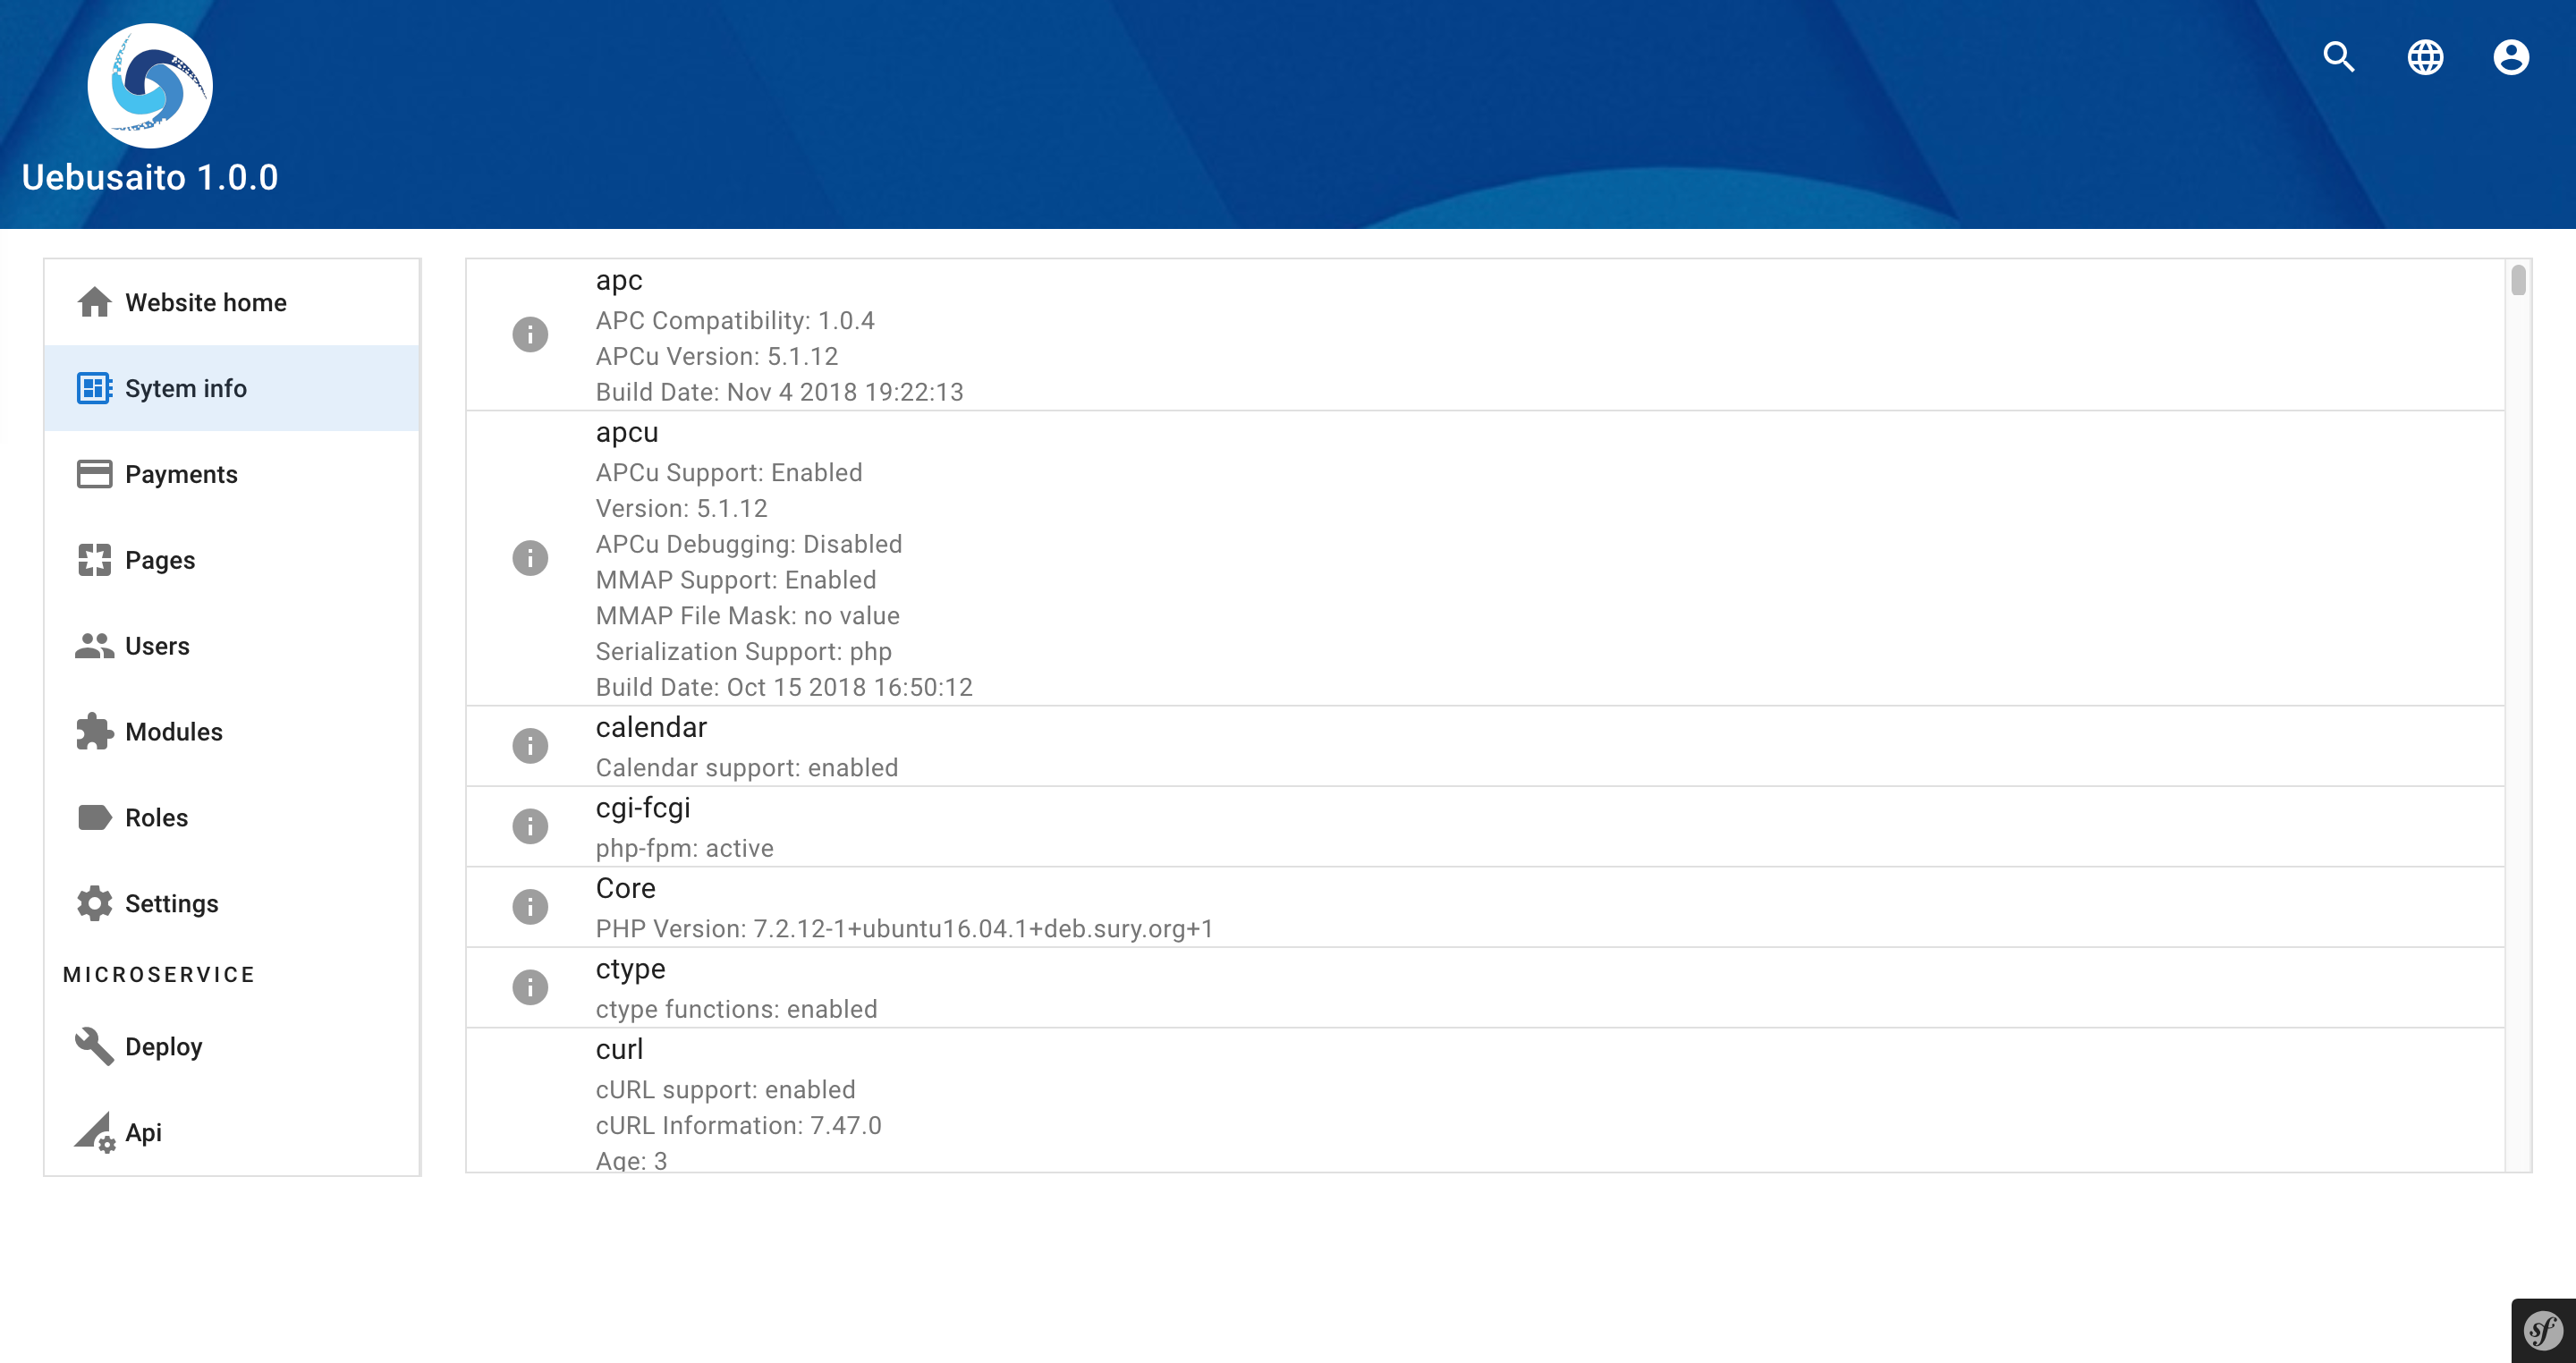 Uebusaito 1.0.0
Website home
Sytem info
Payments
Pages
Users
Modules
Roles
Settings
MICROSERVICE
Deploy
Api
apc
APC Compatibility: 1.0.4
APCu Version: 5.1.12
Build Date: Nov 4 2018 19:22:13
apcu
APCu Support: Enabled
Version: 5.1.12
APCu Debugging: Disabled
MMAP Support: Enabled
MMAP File Mask: no value
Serialization Support: php
Build Date: Oct 15 2018 16:50:12
calendar
Calendar support: enabled
cgi-fcgi
php-fpm: active
Core
PHP Version: 7.2.12-1+ubuntu16.04.1+deb.sury.org+1
ctype
ctype functions: enabled
curl
cURL support: enabled
cURL Information: 7.47.0
Age: 3
sf